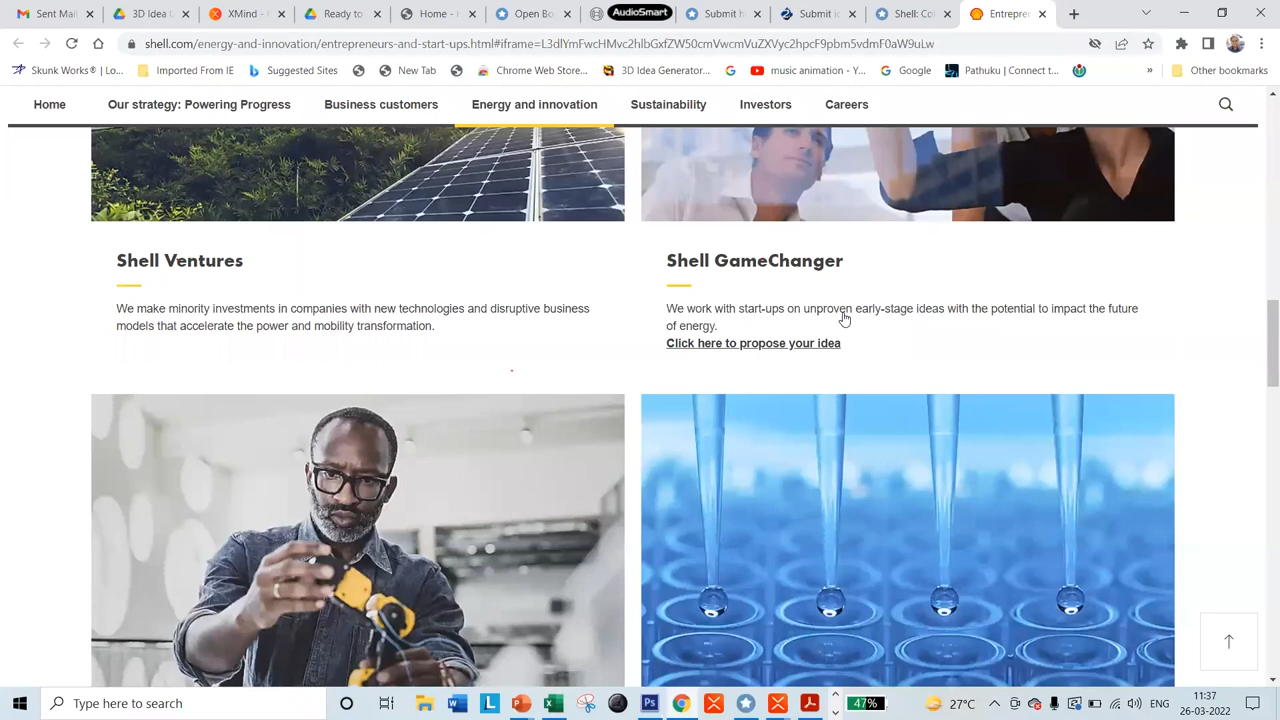 Sent Mail
3D Idea G
XMind - D
3D Idea G
Resident
Home -
OpenBo
AudioSmart
Submit h
Submit ic
Shell Co
Entrepre
shell.com/energy-and-innovation/entrepreneurs-and-start-ups.html#iframe=L3dlYmFwcHMvc2hlbGxfZW50cmVwcmVuZXVyc2hpcF9pbm5vdmF0aW9uLw
Skunk Works® | Lo...
Imported From IE
Suggested Sites
New Tab
Chrome Web Store...
3D Idea Generator...
music animation - Y...
Google
Pathuku | Connect t...
»
Other bookmarks
Home
Our strategy: Powering Progress
Business customers
Energy and innovation
Sustainability
Investors
Careers
Shell Ventures
We make minority investments in companies with new technologies and disruptive business
models that accelerate the power and mobility transformation.
Shell GameChanger
We work with start-ups on unproven early-stage ideas with the potential to impact the future
of energy.
Click here to propose your idea
Type here to s
47%
27°C
ENG
11:37
26-03-2022